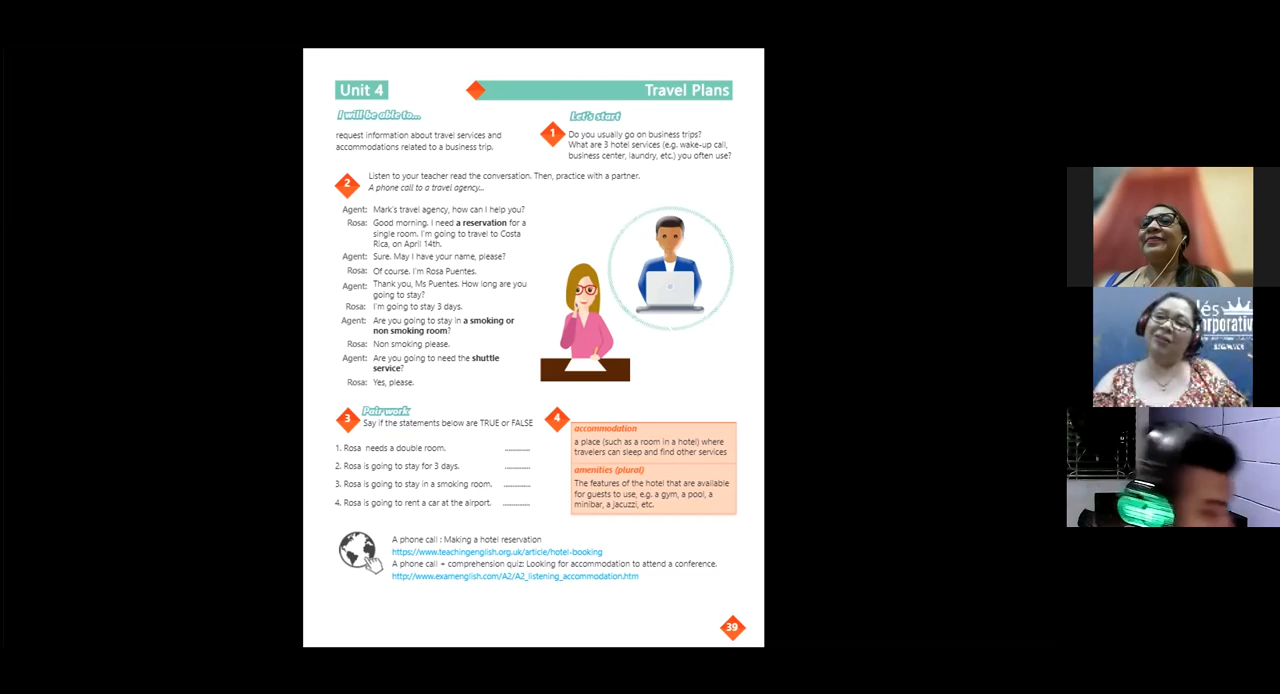 Unit 4
Travel Plans
I will be able to...
request information about travel services and
accommodations related to a business trip.
Let's start
1
Do you usually go on business trips?
What are 3 hotel services (e.g. wake-up call,
business center, laundry, etc.) you often use?
2
Listen to your teacher read the conversation. Then, practice with a partner.
A phone call to a travel agency...
Agent: Mark's travel agency, how can I help you?
Rosa: Good morning. I need a reservation for a
single room. I'm going to travel to Costa
Rica, on April 14th.
Agent: Sure. May I have your name, please?
Rosa: Of course. I'm Rosa Puentes.
Agent: Thank you, Ms Puentes. How long are you
going to stay?
Rosa: I'm going to stay 3 days.
Agent: Are you going to stay in a smoking or
non smoking room?
Rosa: Non smoking please.
Agent: Are you going to need the shuttle
service?
Rosa: Yes, please.
3
Pair work
Say if the statements below are TRUE or FALSE
1. Rosa needs a double room. ..............
2. Rosa is going to stay for 3 days. ..............
3. Rosa is going to stay in a smoking room. ..............
4. Rosa is going to rent a car at the airport. ..............
4
accommodation
a place (such as a room in a hotel) where
travelers can sleep and find other services
amenities (plural)
The features of the hotel that are available
for guests to use, e.g. a gym, a pool, a
minibar, a jacuzzi, etc.
A phone call : Making a hotel reservation
https://www.teachingenglish.org.uk/article/hotel-booking
A phone call + comprehension quiz: Looking for accommodation to attend a conference.
http://www.examenglish.com/A2/A2_listening_accommodation.htm
39